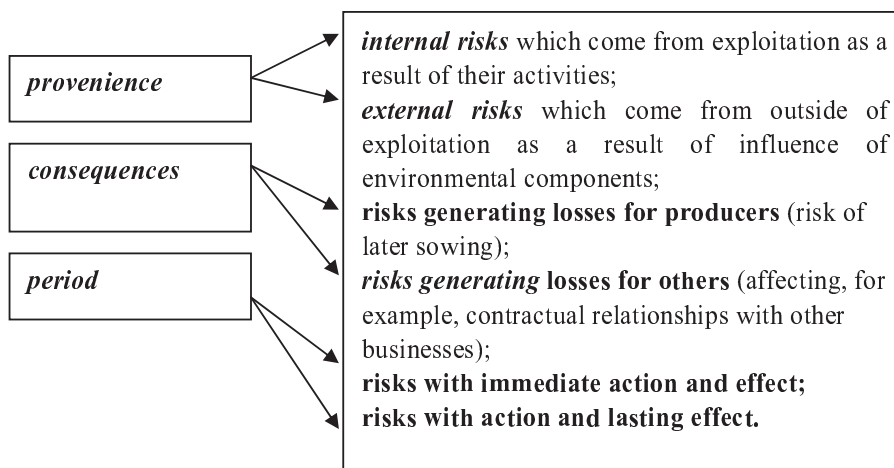 provenience
consequences
period
internal risks which come from exploitation as a
result of their activities;
external risks which come from outside of
exploitation as a result of influence of
environmental components;
risks generating losses for producers (risk of
later sowing);
risks generating losses for others (affecting, for
example, contractual relationships with other
businesses);
risks with immediate action and effect;
risks with action and lasting effect.